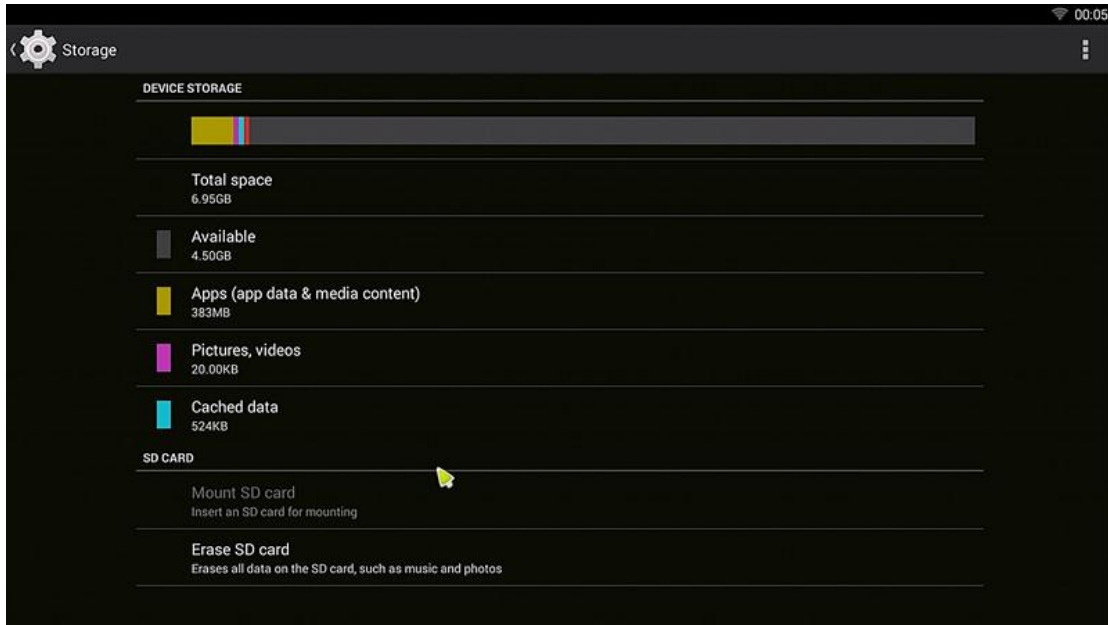 00:05
Storage
DEVICE STORAGE
Total space
6.95GB
Available
4.50GB
Apps (app data & media content)
383MB
Pictures, videos
20.00KB
Cached data
524KB
SD CARD
Mount SD card
Insert an SD card for mounting
Erase SD card
Erases all data on the SD card, such as music and photos